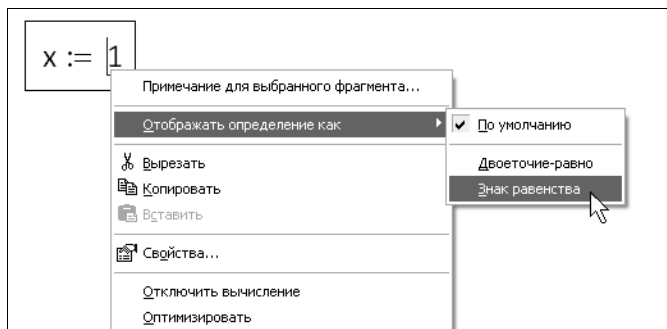 x := 1
Примечание для выбранного фрагмента...
Отображать определение как
По умолчанию
Двоеточие-равно
Знак равенства
Вырезать
Копировать
Вставить
Свойства...
Отключить вычисление
Оптимизировать